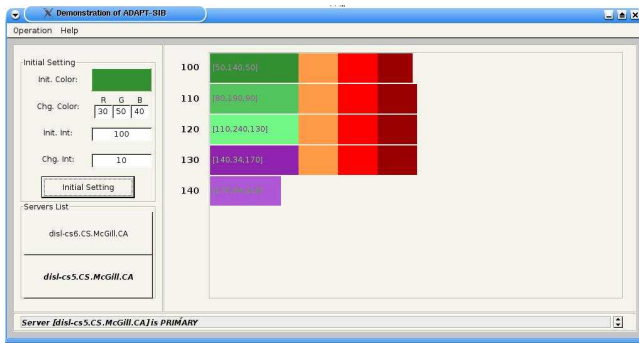 Demonstration of ADAPT-SIB
Operation Help
Initial Setting
Init. Color:
R G B
Chg. Color: 30 50 40
Init. Int: 100
Chg. Int: 10
Initial Setting
Servers List
disl-cs6.CS.McGill.CA
disl-cs5.CS.McGill.CA
100 [50,140,50]
110 [80,190,90]
120 [110,240,130]
130 [140,34,170]
140
Server [disl-cs5.CS.McGill.CA] is PRIMARY